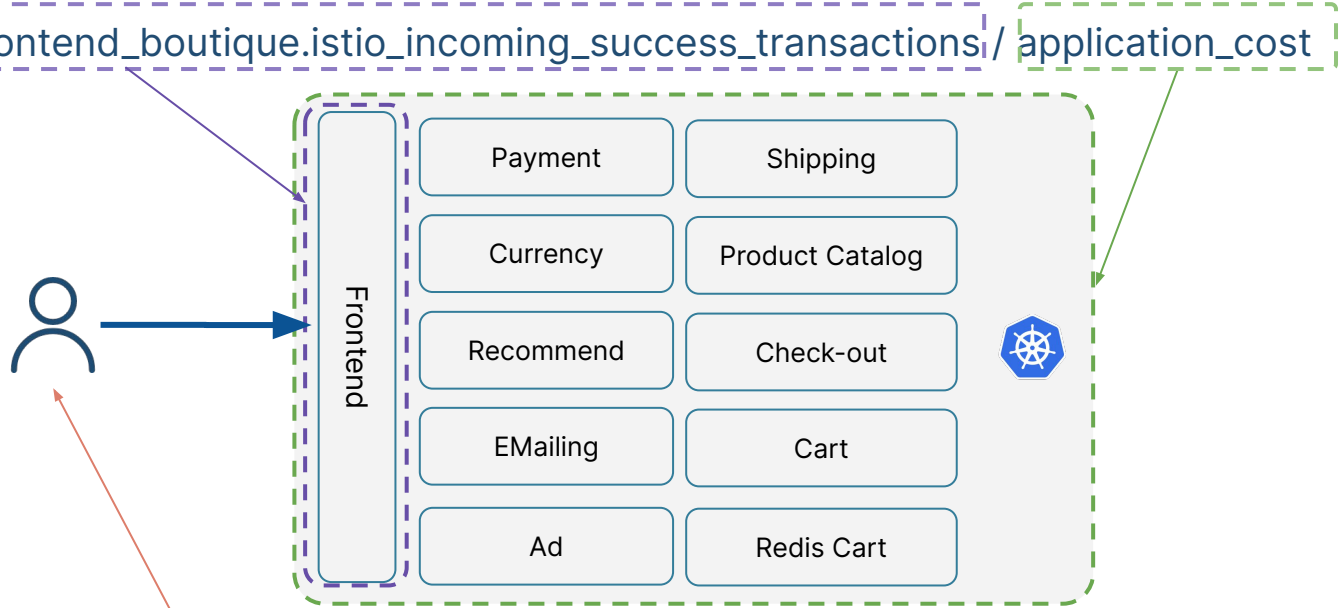 ontend_boutique.istio_incoming_success_transactions / application_cost
Frontend
Payment
Shipping
Currency
Product Catalog
Recommend
Check-out
EMailing
Cart
Ad
Redis Cart